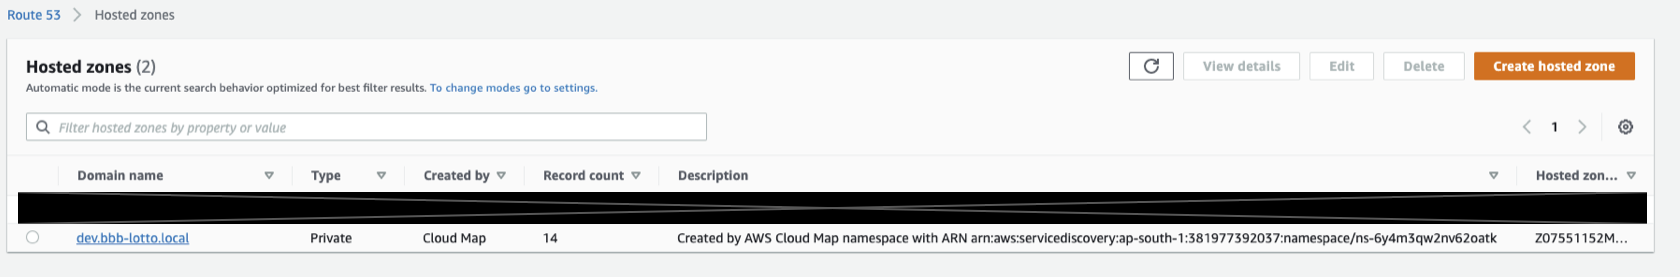 Route 53 > Hosted zones
Hosted zones (2)
View details
Edit
Delete
Create hosted zone
Automatic mode is the current search behavior optimized for best filter results. To change modes go to settings.
Filter hosted zones by property or value
1
Domain name Type Created by Record count Description Hosted zon...
dev.bbb-lotto.local Private Cloud Map 14 Created by AWS Cloud Map namespace with ARN arn:aws:servicediscovery:ap-south-1:381977392037:namespace/ns-6y4m3qw2nv62oatk Z07551152M...